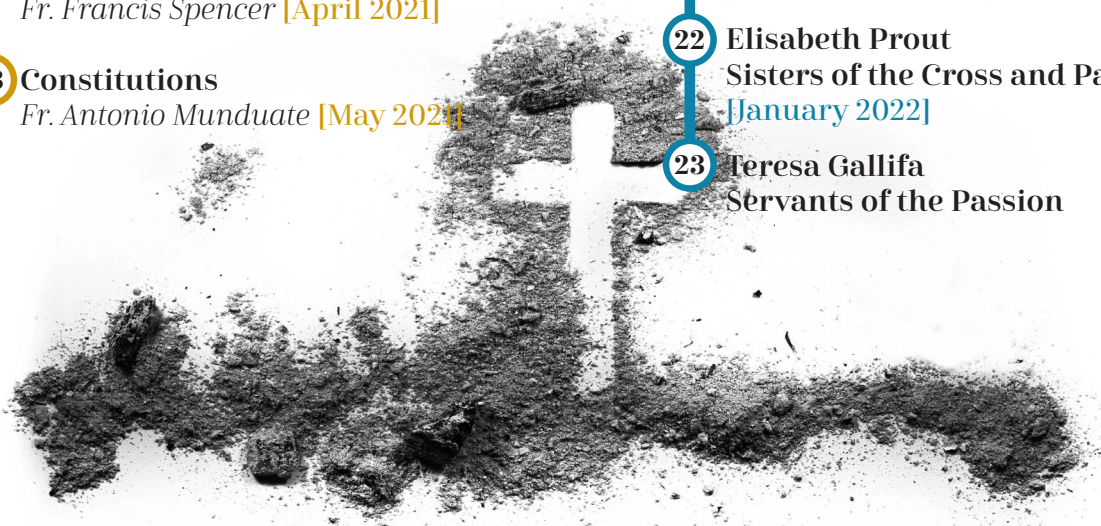 Fr. Francis Spencer [April 2021]
Constitutions
Fr. Antonio Munduate [May 2021]
22 Elisabeth Prout
Sisters of the Cross and
[January 2022]
23 Teresa Gallifa
Servants of the Passion